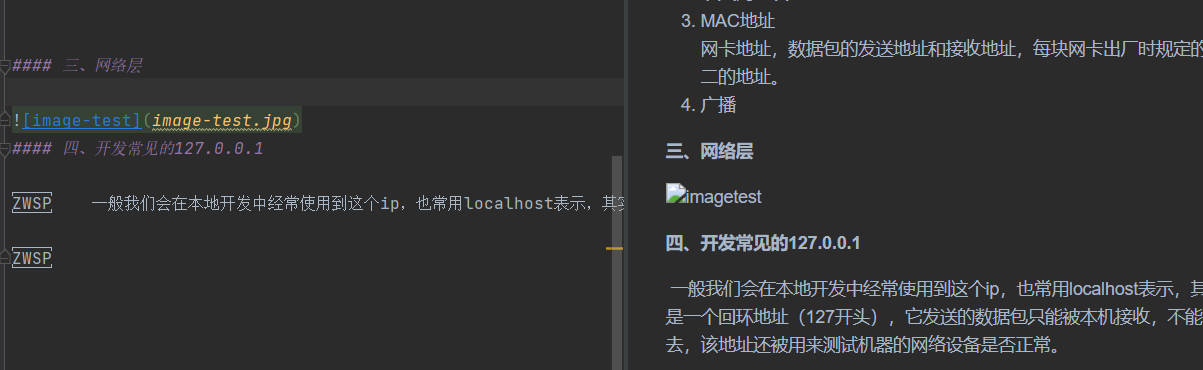 #### 三、网络层
![image-test](image-test.jpg)
#### 四、开发常见的127.0.0.1
ZWSP 一般我们会在本地开发中经常使用到这个ip，也常用localhost表示，其
ZWSP
3. MAC地址
网卡地址，数据包的发送地址和接收地址，每块网卡出厂时规定的
二的地址。
4. 广播
三、网络层
imagetest
四、开发常见的127.0.0.1
一般我们会在本地开发中经常使用到这个ip，也常用localhost表示，其
是一个回环地址（127开头），它发送的数据包只能被本机接收，不能
去，该地址还被用来测试机器的网络设备是否正常。